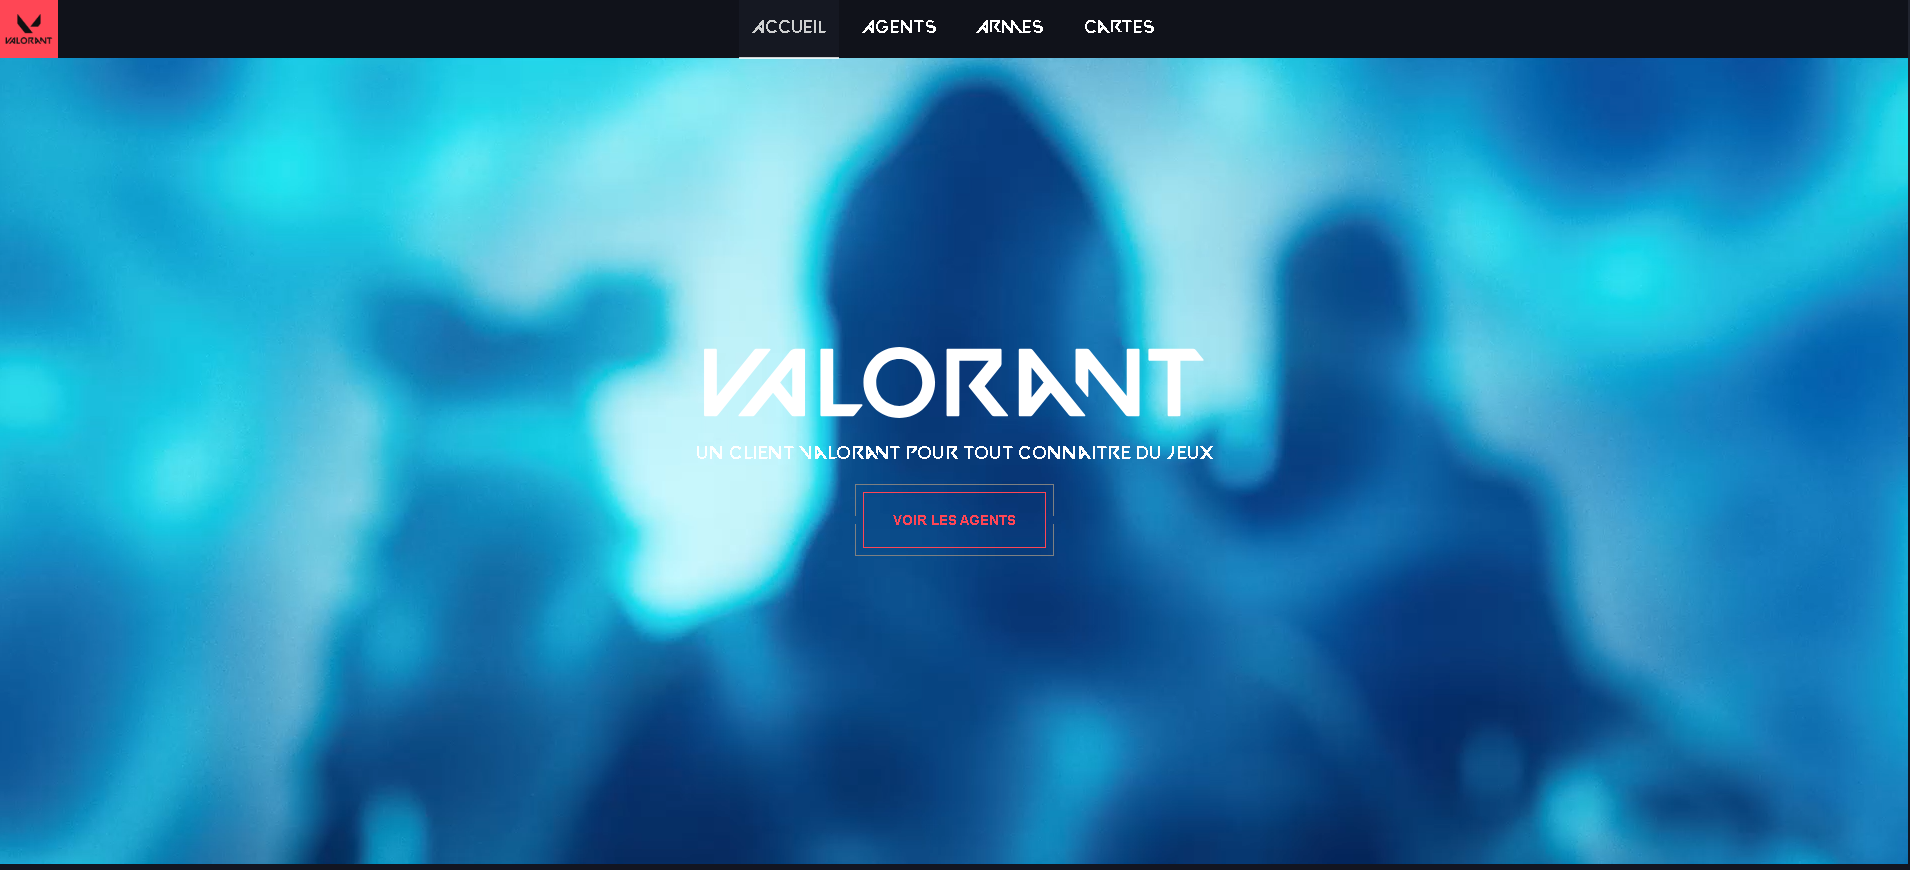 VALORANT
ACCUEIL AGENTS ARMES CARTES
VALORANT
UN CLIENT VALORANT POUR TOUT CONNAITRE DU JEUX
VOIR LES AGENTS